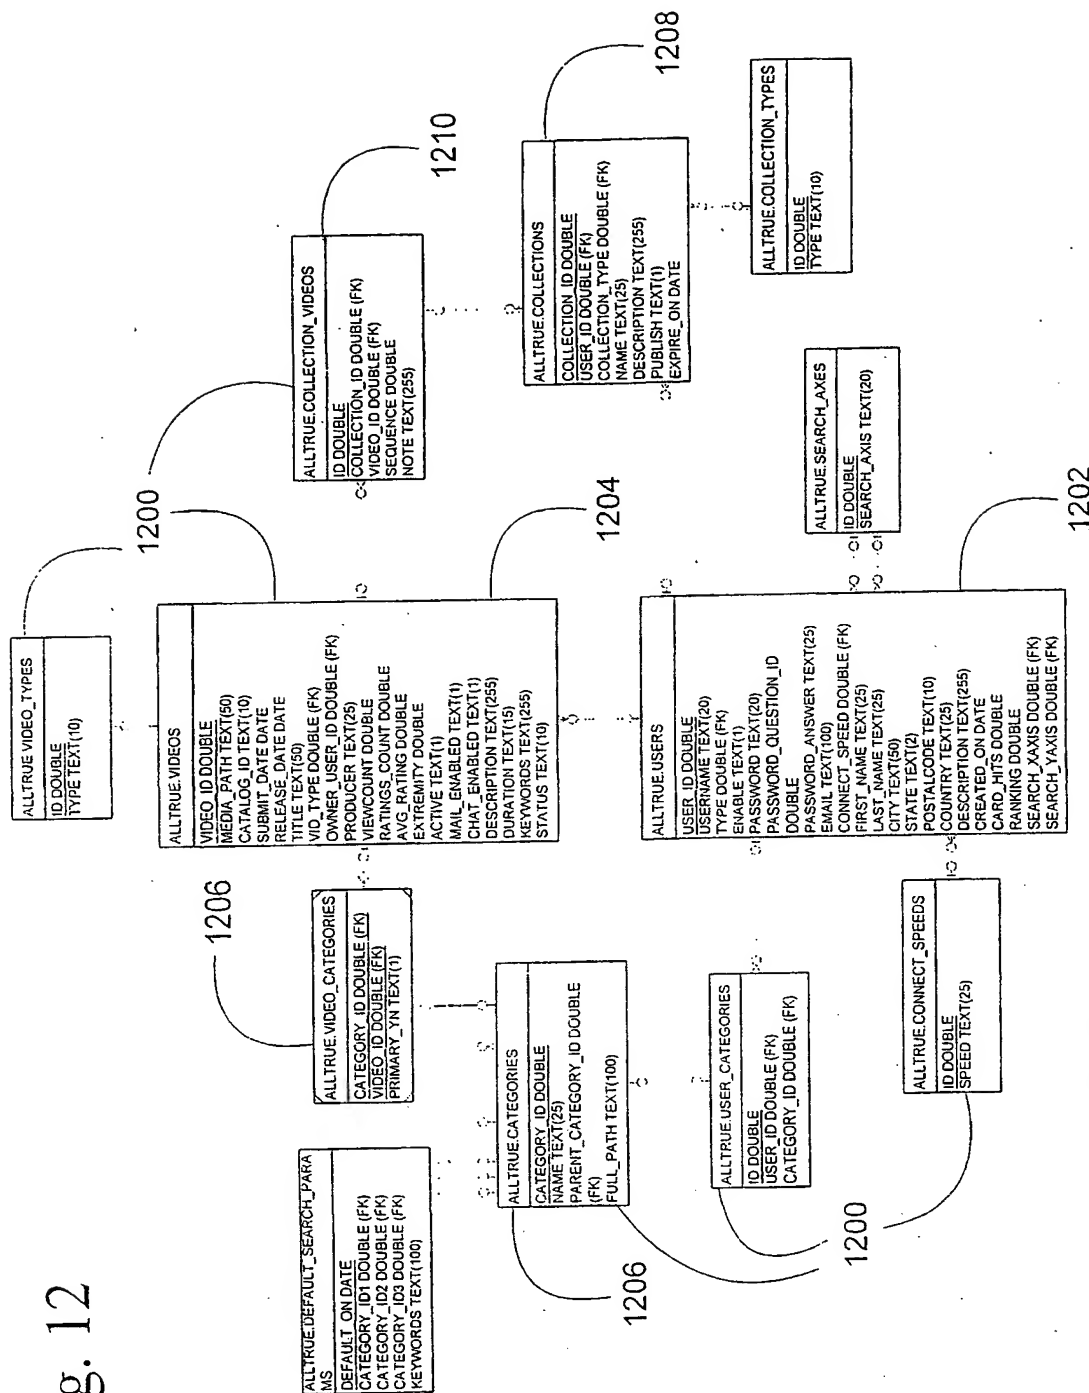 g. 12
ALLTRUE.VIDEO_TYPES
ID DOUBLE
TYPE TEXT(10)
1200
ALLTRUE.VIDEOS
VIDEO_ID DOUBLE
MEDIA_PATH TEXT(50)
CATALOG_ID TEXT(10)
SUBMIT_DATE DATE
RELEASE_DATE DATE
TITLE TEXT(50)
VID_TYPE DOUBLE (FK)
OWNER_USER_ID DOUBLE (FK)
PRODUCER TEXT(25)
VIEWCOUNT DOUBLE
RATINGS_COUNT DOUBLE
AVG_RATING DOUBLE
EXTREMITY DOUBLE
ACTIVE TEXT(1)
MAIL_ENABLED TEXT(1)
CHAT_ENABLED TEXT(1)
DESCRIPTION TEXT(255)
DURATION TEXT(15)
KEYWORDS TEXT(255)
STATUS TEXT(10)
1204
ALLTRUE.COLLECTION_VIDEOS
ID DOUBLE
COLLECTION_ID DOUBLE (FK)
VIDEO_ID DOUBLE (FK)
SEQUENCE DOUBLE
NOTE TEXT(255)
1210
ALLTRUE.COLLECTIONS
COLLECTION_ID DOUBLE
USER_ID DOUBLE (FK)
COLLECTION_TYPE DOUBLE (FK)
NAME TEXT(25)
DESCRIPTION TEXT(255)
PUBLISH TEXT(1)
EXPIRE_ON DATE
1208
ALLTRUE.COLLECTION_TYPES
ID DOUBLE
TYPE TEXT(10)
1206
ALLTRUE.VIDEO_CATEGORIES
CATEGORY_ID DOUBLE (FK)
VIDEO_ID DOUBLE (FK)
PRIMARY_YN TEXT(1)
ALLTRUE.DEFAULT_SEARCH_PARA
MS
DEFAULT_ON DATE
CATEGORY_ID1 DOUBLE (FK)
CATEGORY_ID2 DOUBLE (FK)
CATEGORY_ID3 DOUBLE (FK)
KEYWORDS TEXT(100)
ALLTRUE.CATEGORIES
CATEGORY_ID DOUBLE
NAME TEXT(25)
PARENT_CATEGORY_ID DOUBLE
(FK)
FULL_PATH TEXT(100)
1206
ALLTRUE.USERS
USER_ID DOUBLE
USERNAME TEXT(20)
TYPE DOUBLE (FK)
ENABLE TEXT(1)
PASSWORD TEXT(20)
PASSWORD_QUESTION_ID
DOUBLE
PASSWORD_ANSWER TEXT(25)
EMAIL TEXT(100)
CONNECT_SPEED DOUBLE (FK)
FIRST_NAME TEXT(25)
LAST_NAME TEXT(25)
CITY TEXT(50)
STATE TEXT(2)
POSTALCODE TEXT(10)
COUNTRY TEXT(25)
DESCRIPTION TEXT(255)
CREATED_ON DATE
CARD_HITS DOUBLE
RANKING DOUBLE
SEARCH_XAXIS DOUBLE (FK)
SEARCH_YAXIS DOUBLE (FK)
1202
ALLTRUE.SEARCH_AXES
ID DOUBLE
SEARCH_AXIS TEXT(20)
ALLTRUE.USER_CATEGORIES
ID DOUBLE
USER_ID DOUBLE (FK)
CATEGORY_ID DOUBLE (FK)
ALLTRUE.CONNECT_SPEEDS
ID DOUBLE
SPEED TEXT(25)
1200